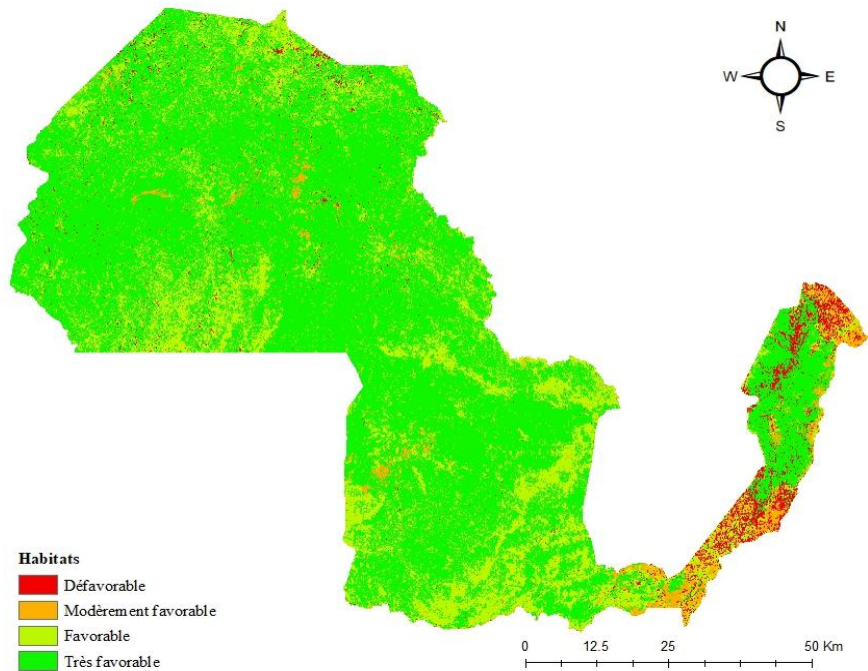 N
W E
S
Habitats
Défavorable
Modèrement favorable
Favorable
Très favorable
0 12.5 25 50 Km